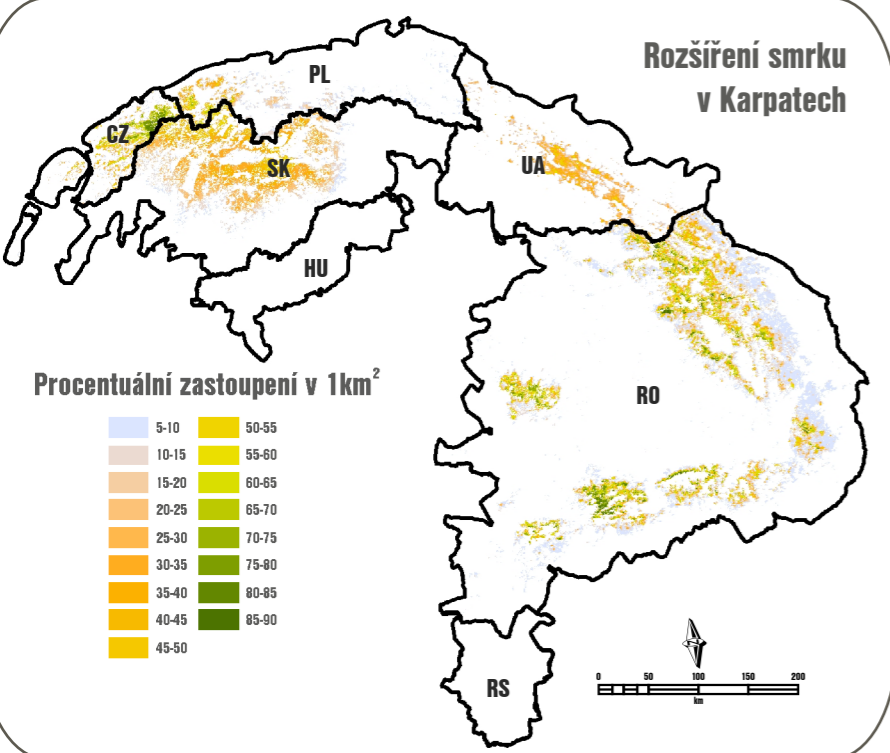 Rozšíření smrku
v Karpatech
PL
CZ
SK
UA
HU
RO
RS
Procentuální zastoupení v 1km²
5-10
10-15
15-20
20-25
25-30
30-35
35-40
40-45
45-50
50-55
55-60
60-65
65-70
70-75
75-80
80-85
85-90
0 50 100 150 200
km